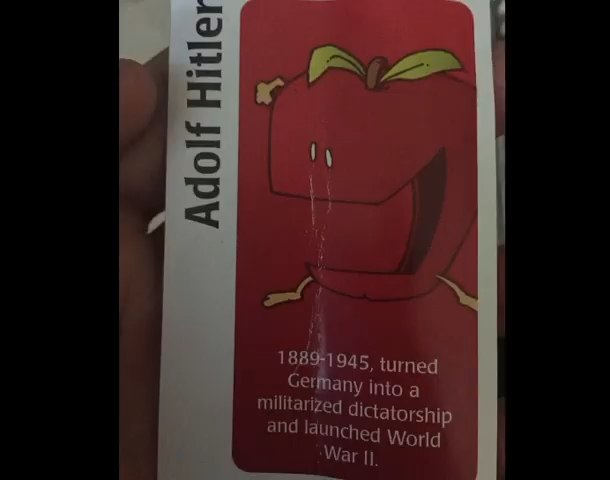 Adolf Hitler
1889-1945, turned
Germany into a
militarized dictatorship
and launched World
War II.